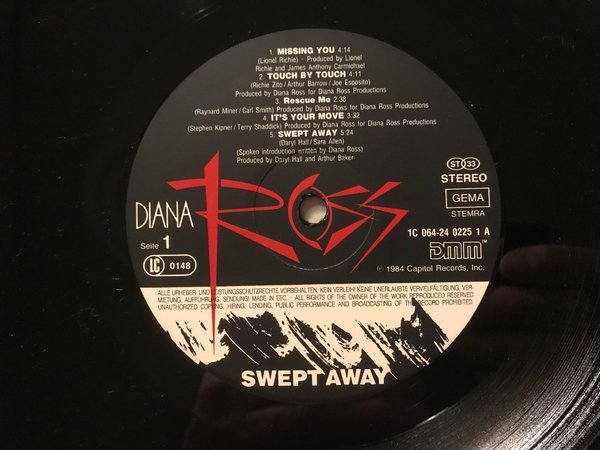 1. MISSING YOU 4:14
(Lionel Richie) · Produced by Lionel
Richie and James Anthony Carmichael
2. TOUCH BY TOUCH 4:11
(Richie Zito / Arthur Barrow / Joe Esposito)
Produced by Diana Ross for Diana Ross Productions
3. Rescue Me 2:38
(Raynard Miner / Carl Smith) Produced by Diana Ross for Diana Ross Productions
4. IT'S YOUR MOVE 3:32
(Stephen Kipner / Terry Shaddick) Produced by Diana Ross for Diana Ross Productions
5. SWEPT AWAY 5:24
(Daryl Hall / Sara Allen)
(Spoken introduction written by Diana Ross)
Produced by Daryl Hall and Arthur Baker
DIANA ROSS
Seite 1
LC 0148
ST 33
STEREO
GEMA
STEMRA
1C 064-24 0225 1 A
DMM™
℗ 1984 Capitol Records, Inc.
ALLE URHEBER UND LEISTUNGSSCHUTZRECHTE VORBEHALTEN. KEIN VERLEIH! KEINE UNERLAUBTE VERVIELFÄLTIGUNG, VER-
MIETUNG, AUFFÜHRUNG, SENDUNG! MADE IN EEC. · ALL RIGHTS OF THE OWNER OF THE WORK REPRODUCED RESERVED
UNAUTHORIZED COPYING, HIRING, LENDING, PUBLIC PERFORMANCE AND BROADCASTING OF THE RECORD PROHIBITED.
SWEPT AWAY